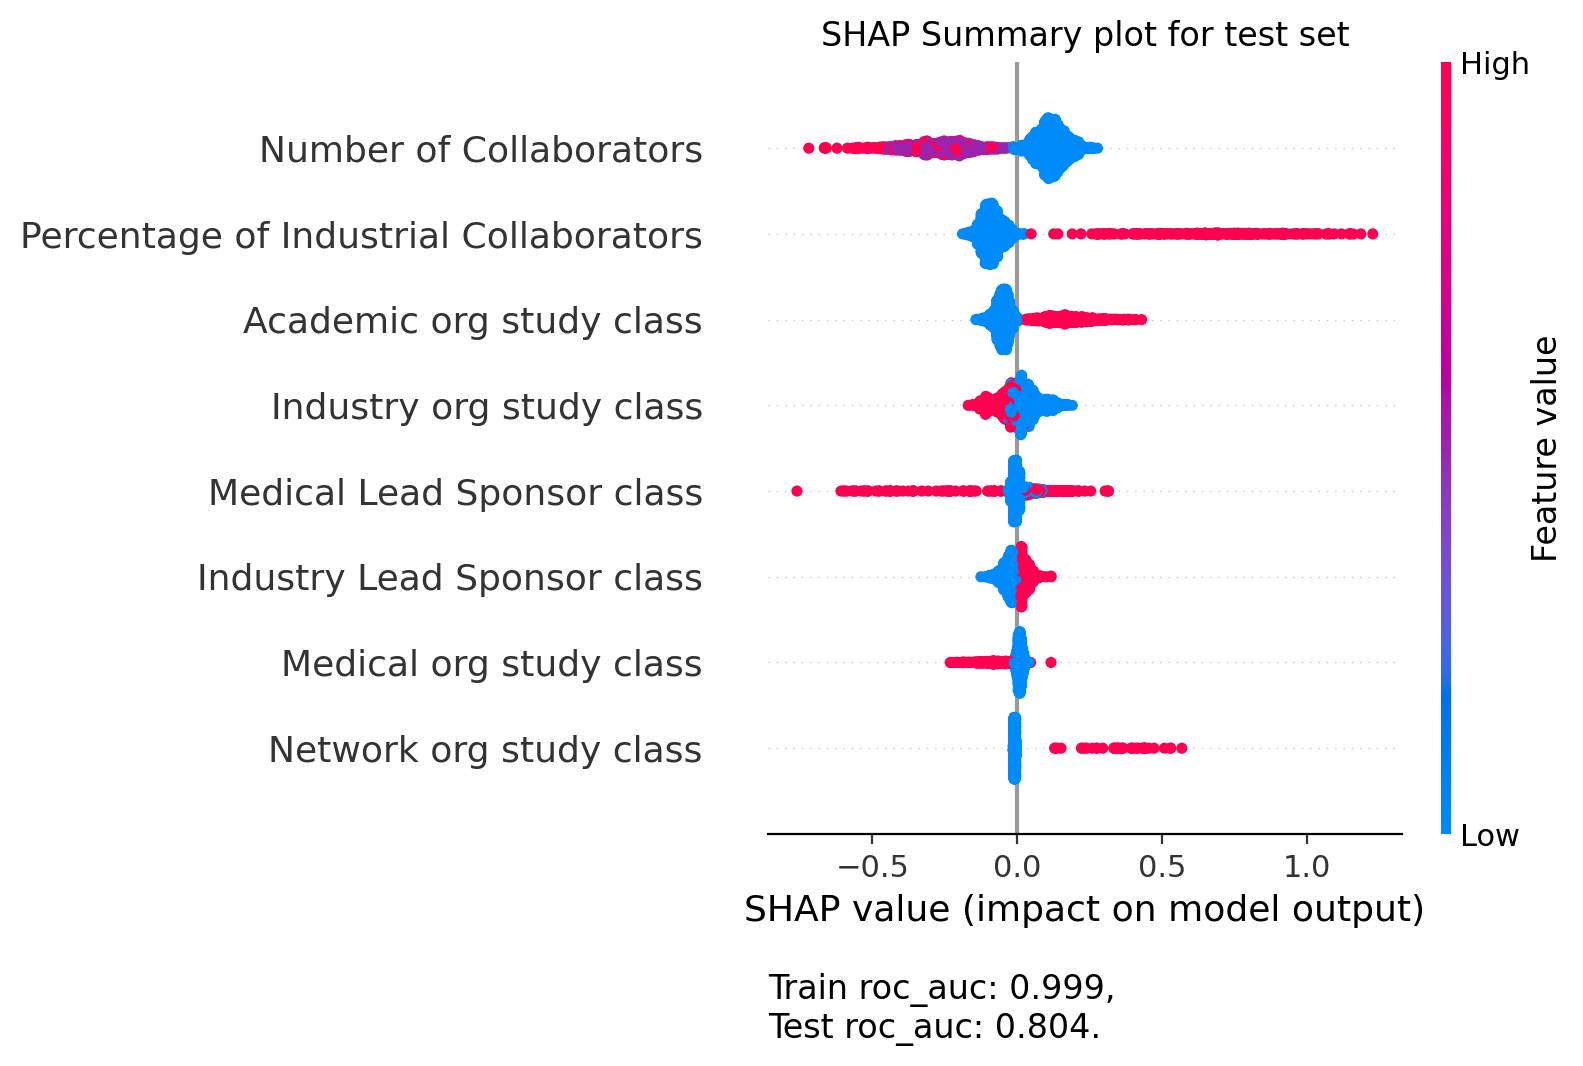 SHAP Summary plot for test set
High
Number of Collaborators
Percentage of Industrial Collaborators
Academic org study class
Industry org study class
Medical Lead Sponsor class
Industry Lead Sponsor class
Medical org study class
Network org study class
Feature value
Low
−0.5 0.0 0.5 1.0
SHAP value (impact on model output)
Train roc_auc: 0.999,
Test roc_auc: 0.804.